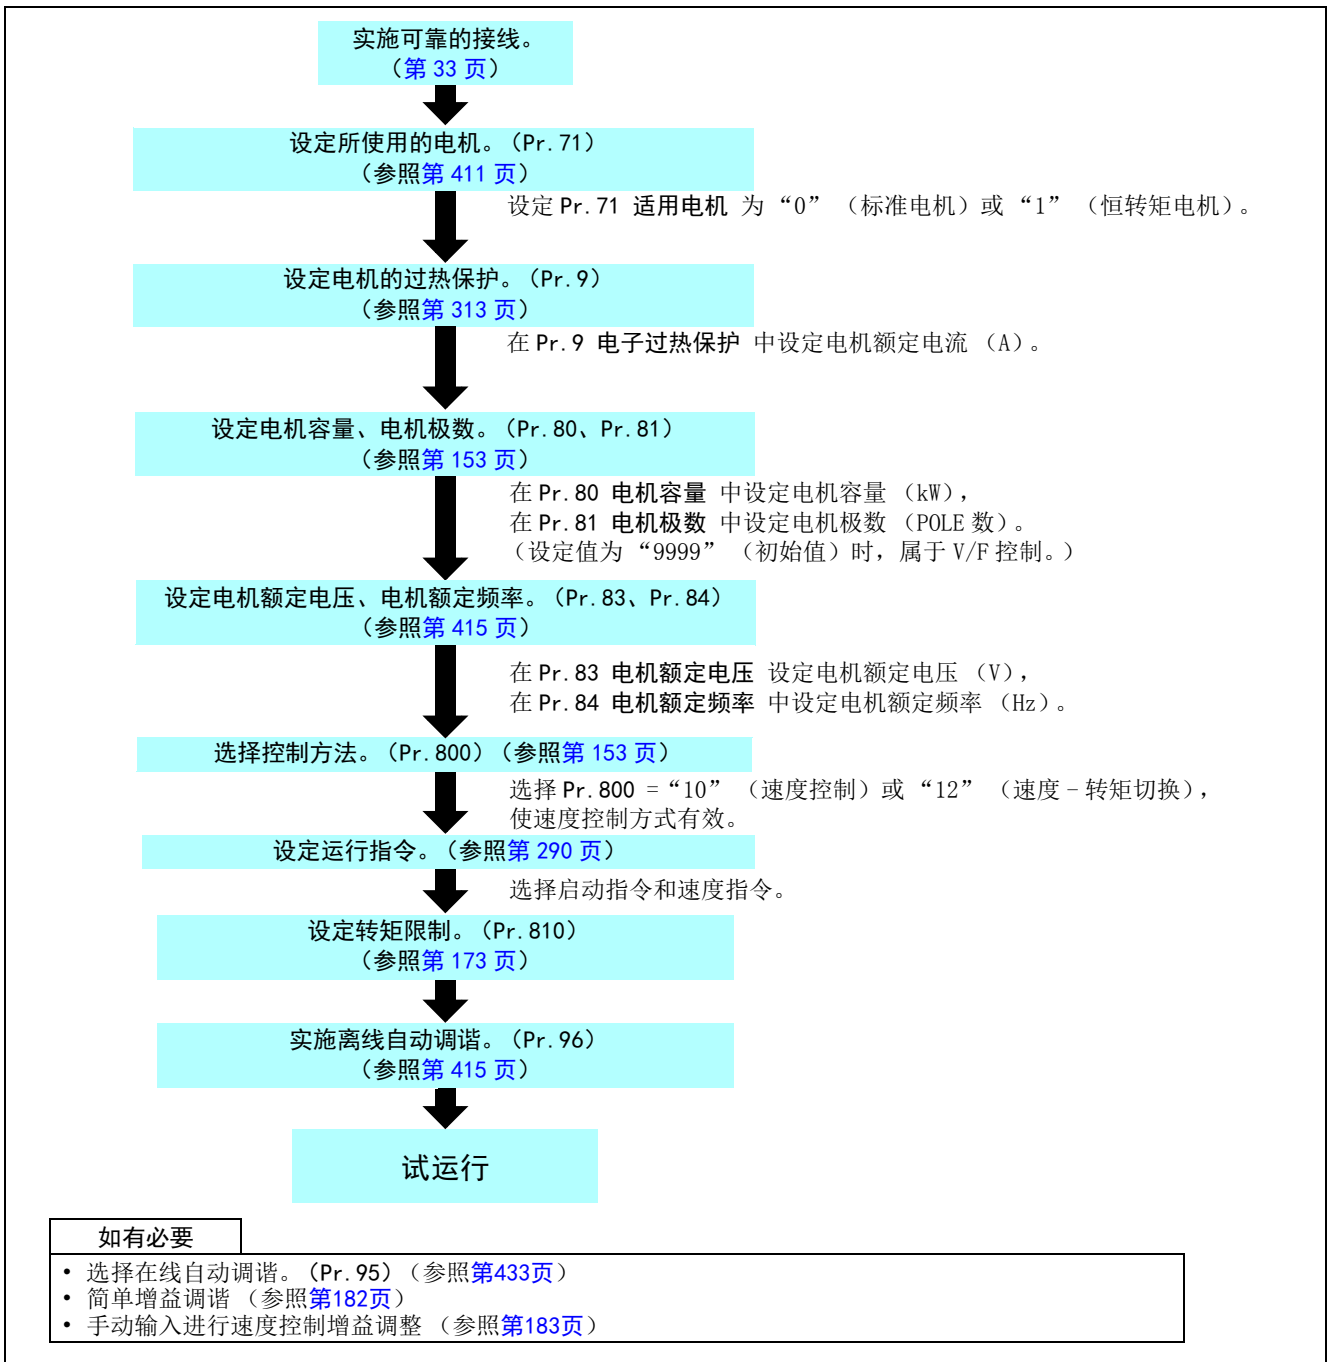 实施可靠的接线。
（第 33 页）
设定所使用的电机。（Pr.71）
（参照第 411 页）
设定 Pr.71 适用电机 为 “0” （标准电机）或 “1” （恒转矩电机）。
设定电机的过热保护。（Pr.9）
（参照第 313 页）
在 Pr.9 电子过热保护 中设定电机额定电流 （A）。
设定电机容量、电机极数。（Pr.80、Pr.81）
（参照第 153 页）
在 Pr.80 电机容量 中设定电机容量 （kW），
在 Pr.81 电机极数 中设定电机极数 （POLE 数）。
（设定值为 “9999” （初始值）时，属于 V/F 控制。）
设定电机额定电压、电机额定频率。（Pr.83、Pr.84）
（参照第 415 页）
在 Pr.83 电机额定电压 设定电机额定电压 （V），
在 Pr.84 电机额定频率 中设定电机额定频率 （Hz）。
选择控制方法。（Pr.800）（参照第 153 页）
选择 Pr.800 = “10” （速度控制）或 “12” （速度 – 转矩切换），
使速度控制方式有效。
设定运行指令。（参照第 290 页）
选择启动指令和速度指令。
设定转矩限制。（Pr.810）
（参照第 173 页）
实施离线自动调谐。（Pr.96）
（参照第 415 页）
试运行
如有必要
• 选择在线自动调谐。（Pr.95）（参照第433页）
• 简单增益调谐 （参照第182页）
• 手动输入进行速度控制增益调整 （参照第183页）